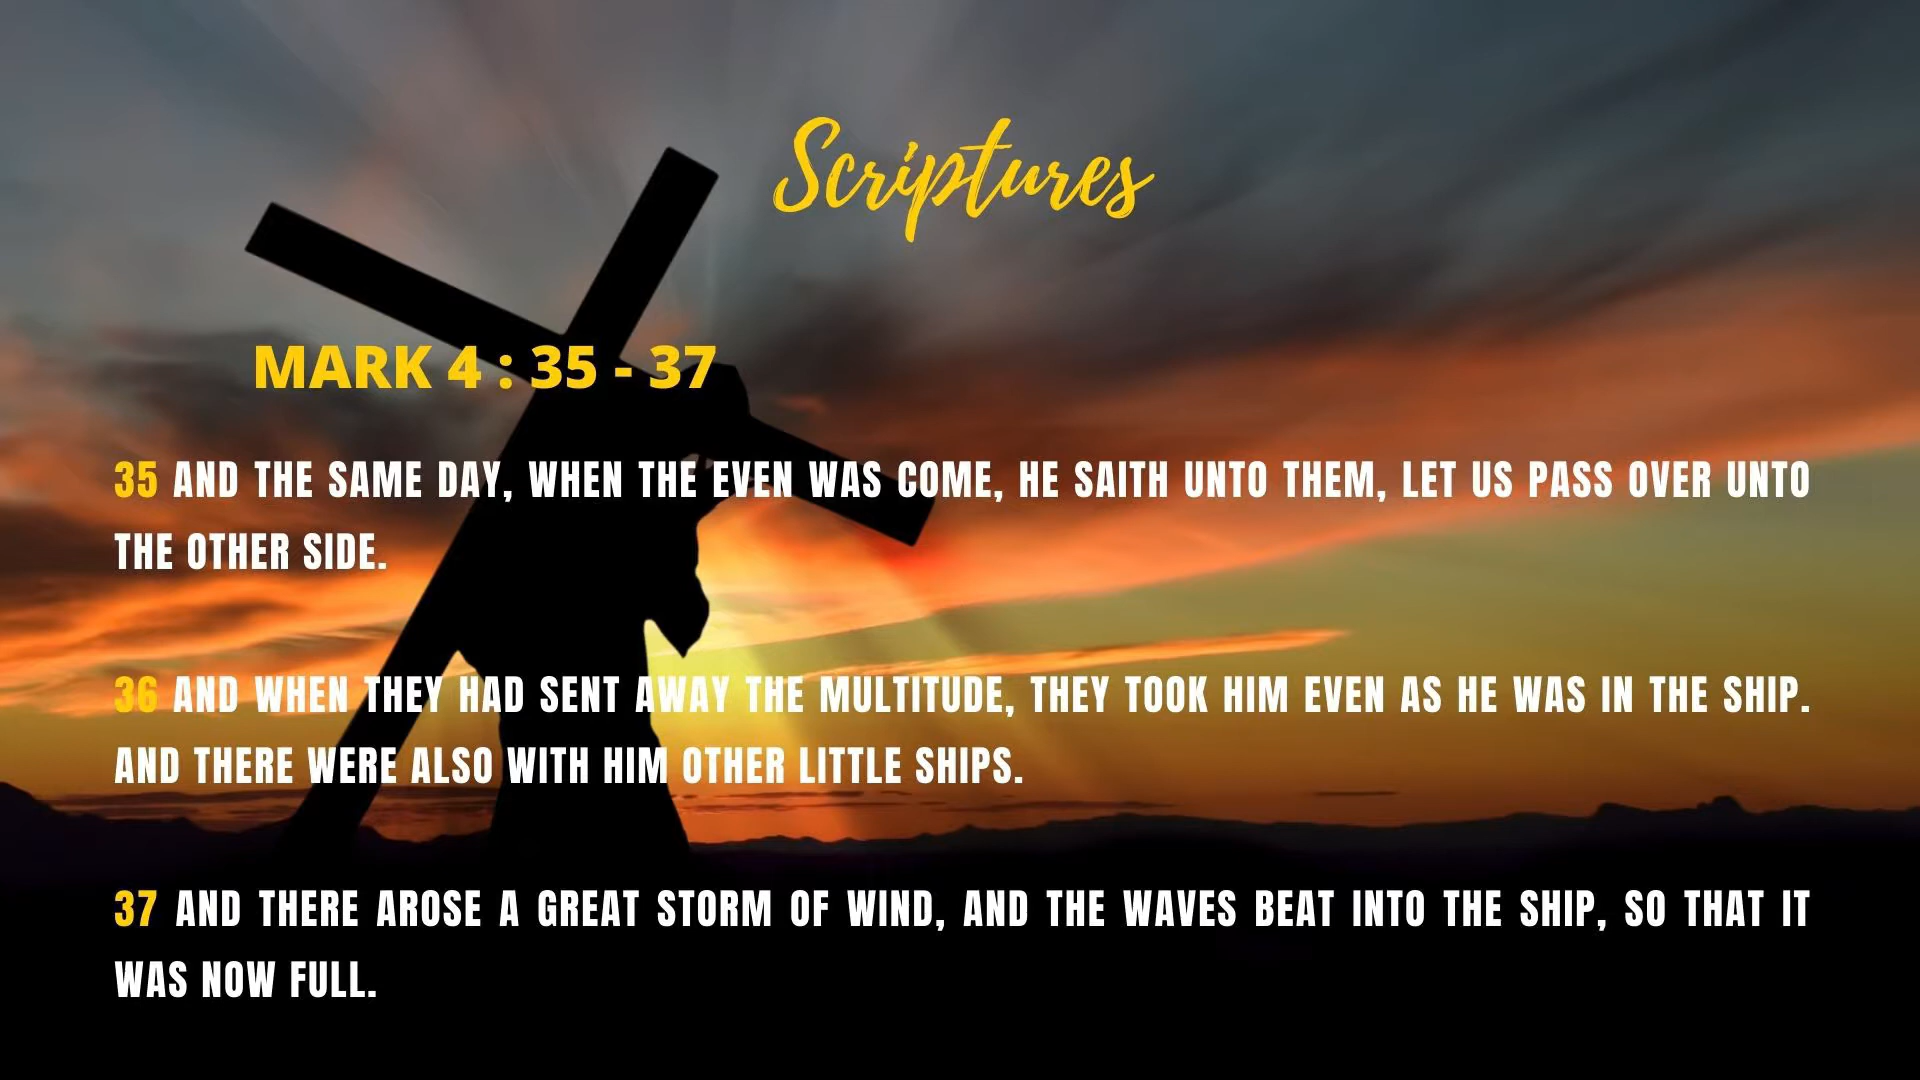 Scriptures
MARK 4 : 35 - 37
35 AND THE SAME DAY, WHEN THE EVEN WAS COME, HE SAITH UNTO THEM, LET US PASS OVER UNTO
THE OTHER SIDE.
36 AND WHEN THEY HAD SENT AWAY THE MULTITUDE, THEY TOOK HIM EVEN AS HE WAS IN THE SHIP.
AND THERE WERE ALSO WITH HIM OTHER LITTLE SHIPS.
37 AND THERE AROSE A GREAT STORM OF WIND, AND THE WAVES BEAT INTO THE SHIP, SO THAT IT
WAS NOW FULL.